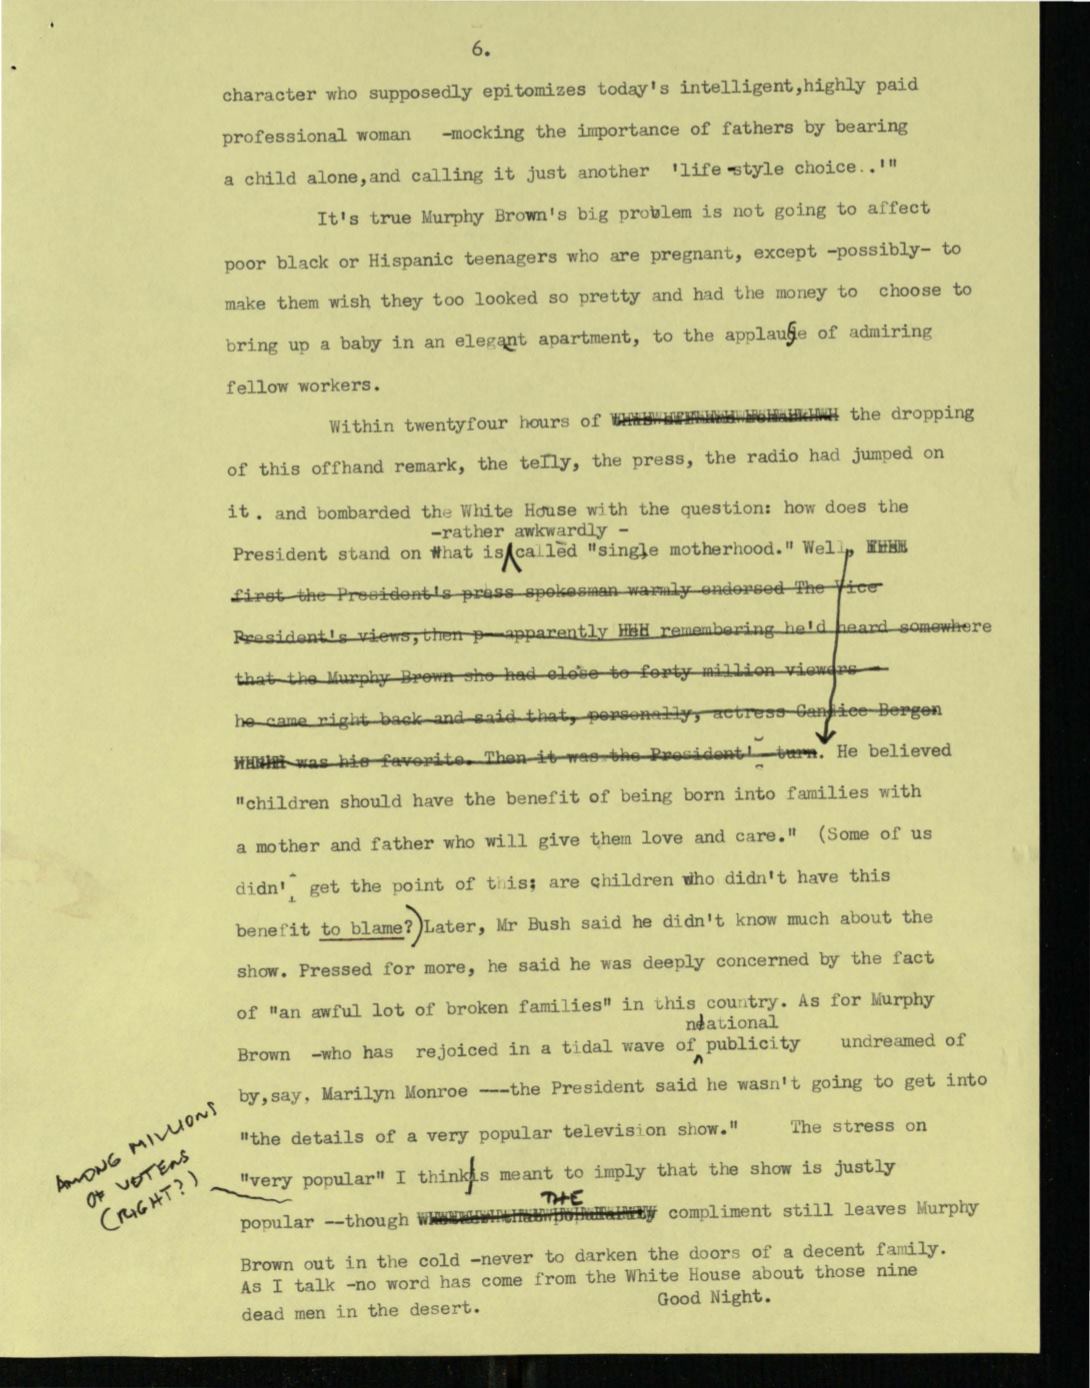 6.
character who supposedly epitomizes today's intelligent,highly paid
professional woman -mocking the importance of fathers by bearing
a child alone,and calling it just another 'life-style choice..'"
It's true Murphy Brown's big problem is not going to affect
poor black or Hispanic teenagers who are pregnant, except -possibly- to
make them wish they too looked so pretty and had the money to choose to
bring up a baby in an elegant apartment, to the applause of admiring
fellow workers.
Within twentyfour hours of the dropping
of this offhand remark, the telly, the press, the radio had jumped on
it. and bombarded the White House with the question: how does the
-rather awkwardly -
President stand on what is called "single motherhood." Well,
first the President's press spokesman warmly endorsed The Vice
President's views,then p--apparently remembering he'd heard somewhere
that the Murphy Brown sho had close to forty million viewers -
he came right back and said that, personally, actress Candice Bergen
was his favorite. Then it was the President' turn. He believed
"children should have the benefit of being born into families with
a mother and father who will give them love and care." (Some of us
didn't get the point of this; are children who didn't have this
benefit to blame?) Later, Mr Bush said he didn't know much about the
show. Pressed for more, he said he was deeply concerned by the fact
of "an awful lot of broken families" in this country. As for Murphy
national
Brown -who has rejoiced in a tidal wave of publicity undreamed of
by,say, Marilyn Monroe ---the President said he wasn't going to get into
"the details of a very popular television show." The stress on
AMONG MILLIONS
OF VOTERS
(RIGHT?)
"very popular" I think is meant to imply that the show is justly
THE
popular --though compliment still leaves Murphy
Brown out in the cold -never to darken the doors of a decent family.
As I talk -no word has come from the White House about those nine
dead men in the desert. Good Night.